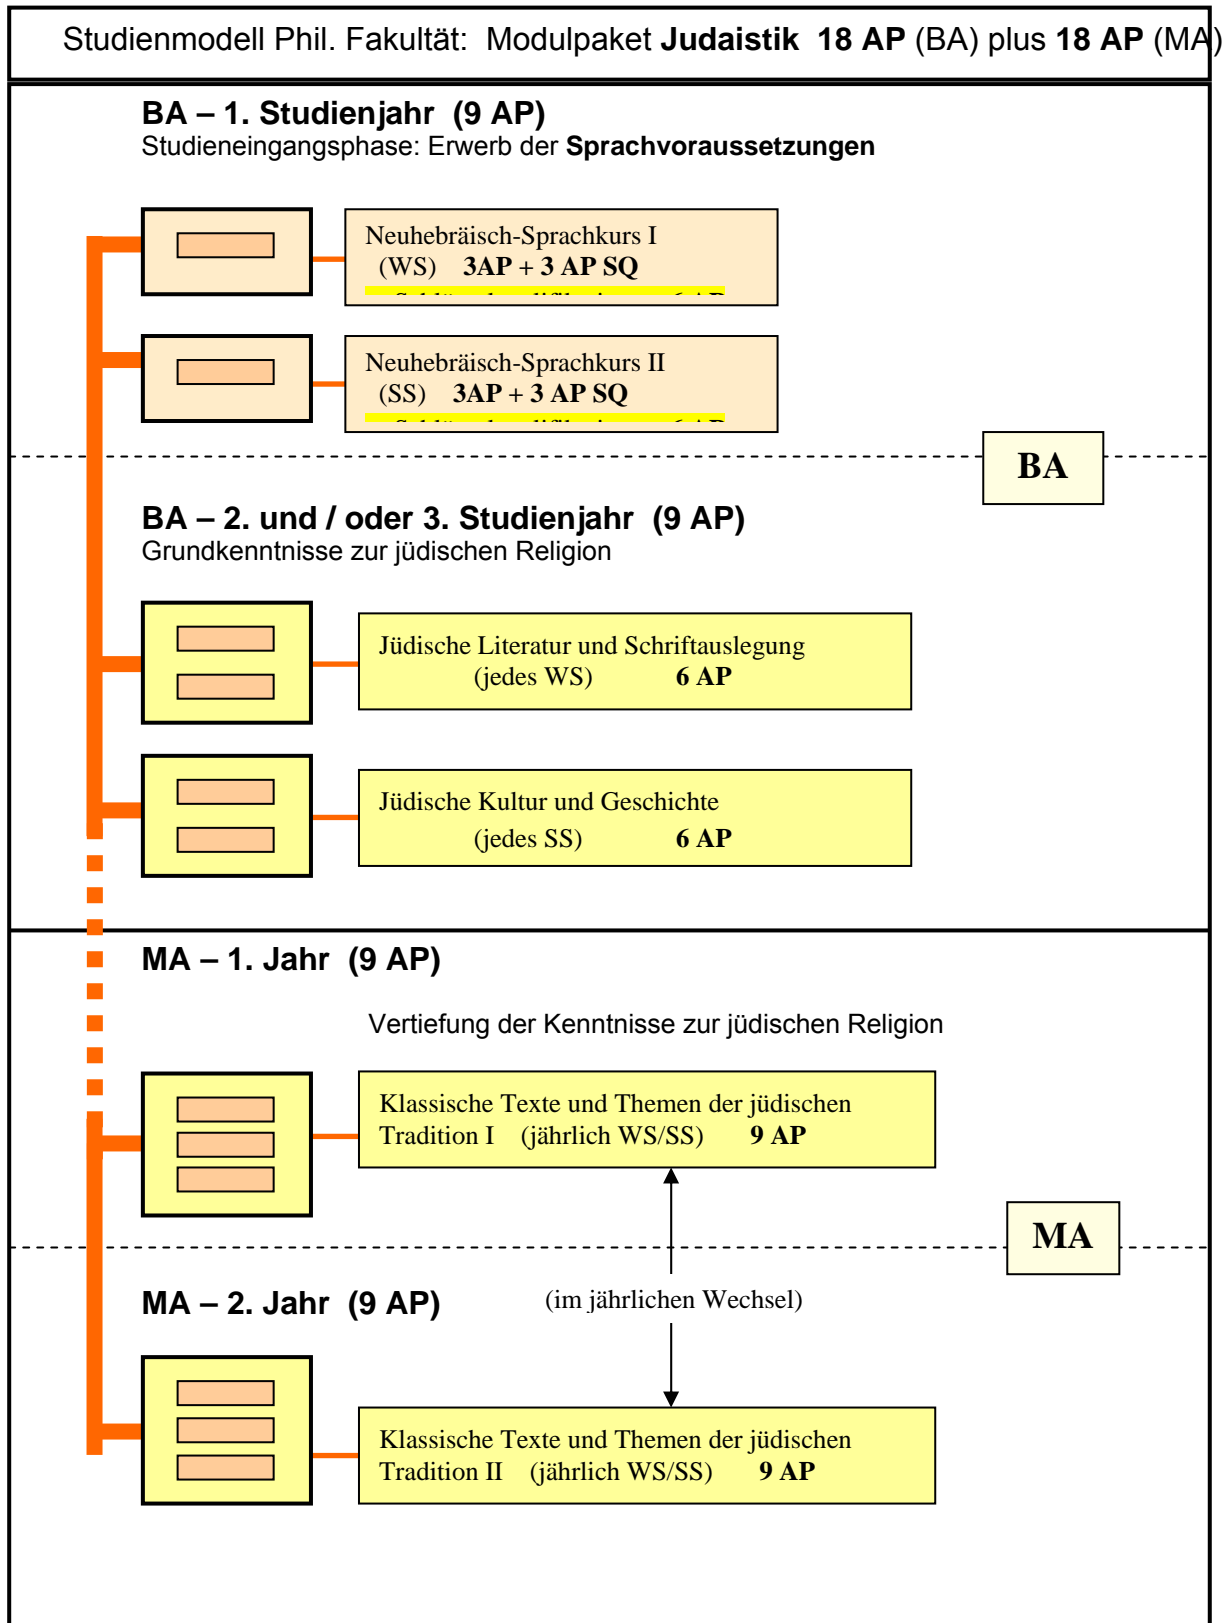 Studienmodell Phil. Fakultät: Modulpaket Judaistik 18 AP (BA) plus 18 AP (MA)
BA – 1. Studienjahr (9 AP)
Studieneingangsphase: Erwerb der Sprachvoraussetzungen
Neuhebräisch-Sprachkurs I
(WS) 3AP + 3 AP SQ
Neuhebräisch-Sprachkurs II
(SS) 3AP + 3 AP SQ
BA
BA – 2. und / oder 3. Studienjahr (9 AP)
Grundkenntnisse zur jüdischen Religion
Jüdische Literatur und Schriftauslegung
(jedes WS) 6 AP
Jüdische Kultur und Geschichte
(jedes SS) 6 AP
MA – 1. Jahr (9 AP)
Vertiefung der Kenntnisse zur jüdischen Religion
Klassische Texte und Themen der jüdischen
Tradition I (jährlich WS/SS) 9 AP
MA
MA – 2. Jahr (9 AP)
(im jährlichen Wechsel)
Klassische Texte und Themen der jüdischen
Tradition II (jährlich WS/SS) 9 AP